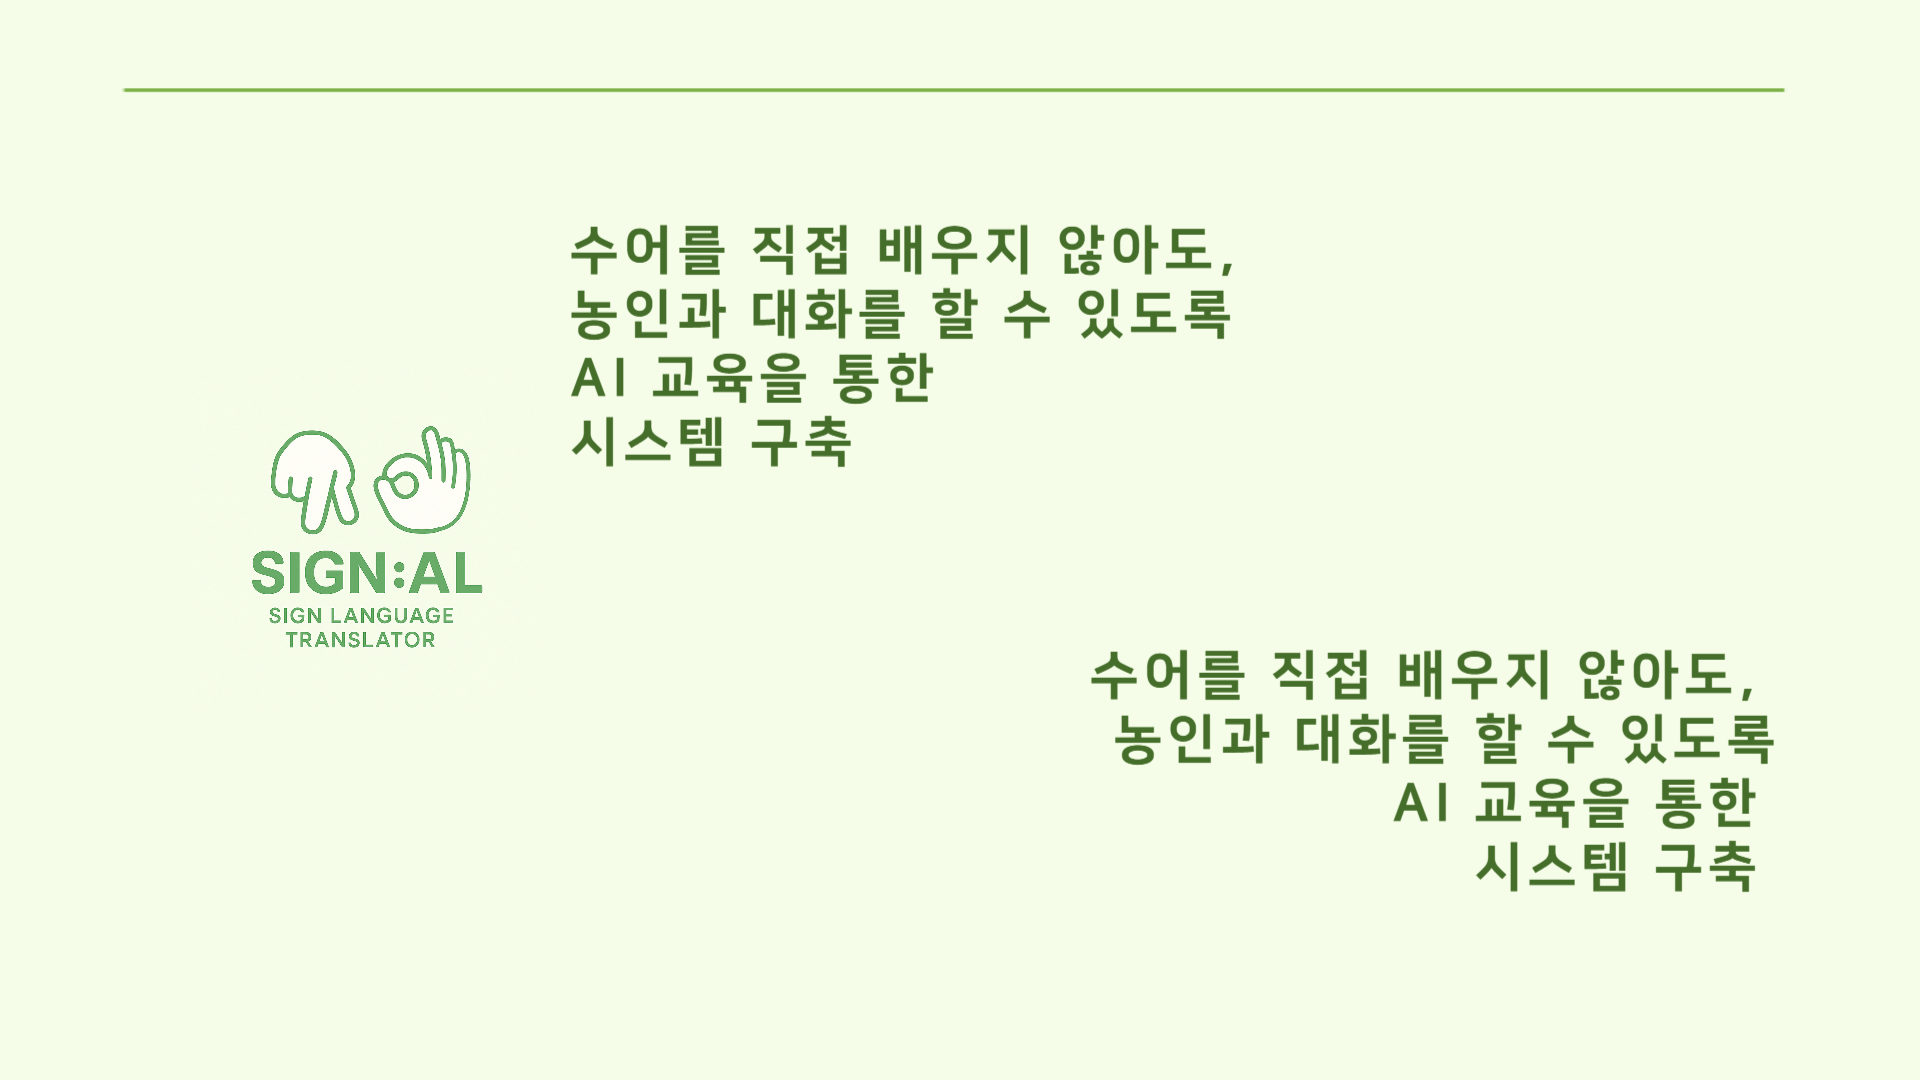 수어를 직접 배우지 않아도,
농인과 대화를 할 수 있도록
AI 교육을 통한
시스템 구축
SIGN:AL
SIGN LANGUAGE
TRANSLATOR
수어를 직접 배우지 않아도,
농인과 대화를 할 수 있도록
AI 교육을 통한
시스템 구축